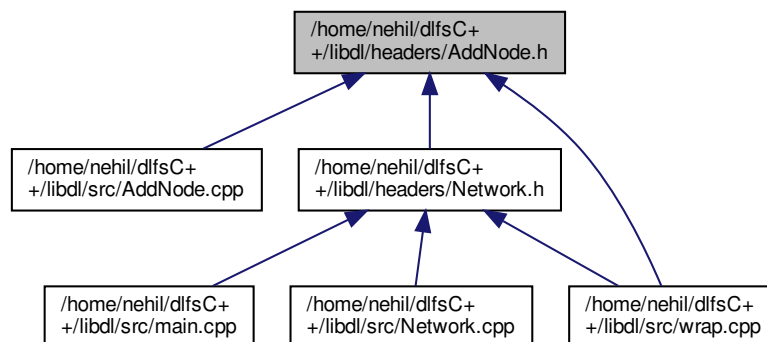 /home/nehil/dlfsC+
+/libdl/headers/AddNode.h
/home/nehil/dlfsC+
+/libdl/src/AddNode.cpp
/home/nehil/dlfsC+
+/libdl/headers/Network.h
/home/nehil/dlfsC+
+/libdl/src/main.cpp
/home/nehil/dlfsC+
+/libdl/src/Network.cpp
/home/nehil/dlfsC+
+/libdl/src/wrap.cpp